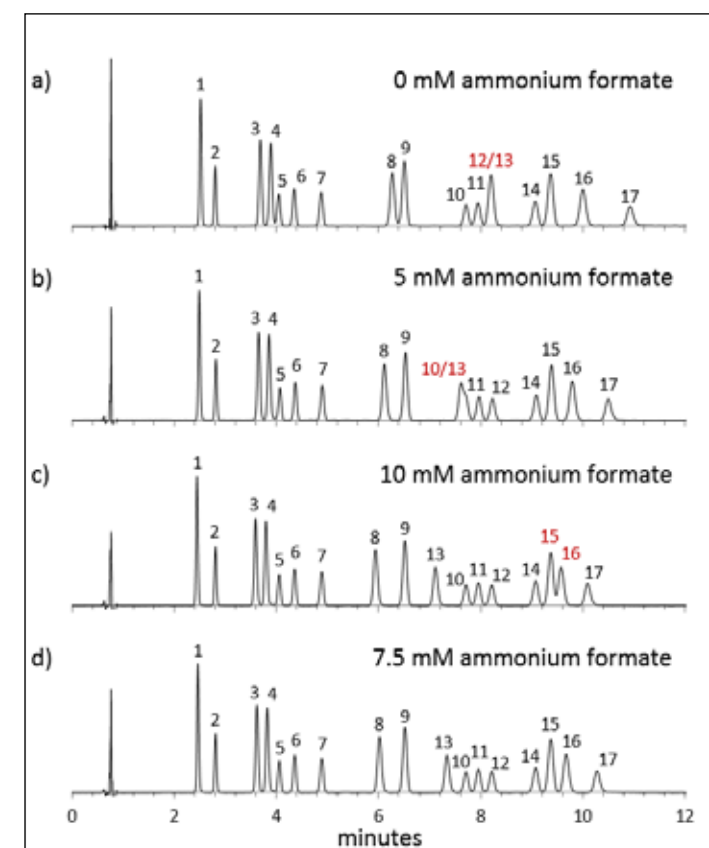 a) 0 mM ammonium formate
1 2 3 4 5 6 7 8 9 10 11 12/13 14 15 16 17
b) 5 mM ammonium formate
1 2 3 4 5 6 7 8 9 10/13 11 12 14 15 16 17
c) 10 mM ammonium formate
1 2 3 4 5 6 7 8 9 13 10 11 12 14 15 16 17
d) 7.5 mM ammonium formate
1 2 3 4 5 6 7 8 9 13 10 11 12 14 15 16 17
0 2 4 6 8 10 12
minutes